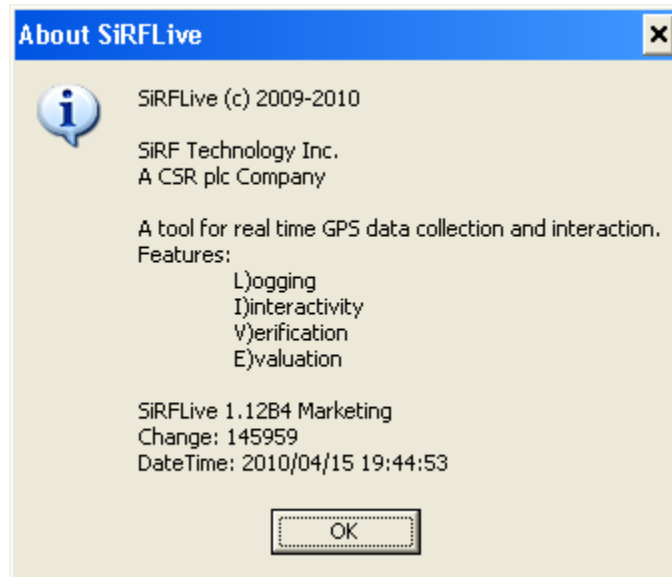 About SiRFLive
SiRFLive (c) 2009-2010
SiRF Technology Inc.
A CSR plc Company
A tool for real time GPS data collection and interaction.
Features:
L)ogging
I)interactivity
V)erification
E)valuation
SiRFLive 1.12B4 Marketing
Change: 145959
DateTime: 2010/04/15 19:44:53
OK